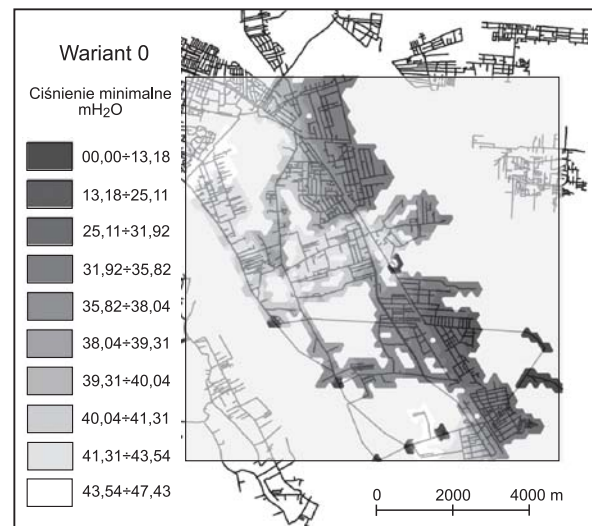 Wariant 0
Ciśnienie minimalne
mH2O
00,00÷13,18
13,18÷25,11
25,11÷31,92
31,92÷35,82
35,82÷38,04
38,04÷39,31
39,31÷40,04
40,04÷41,31
41,31÷43,54
43,54÷47,43
0 2000 4000 m